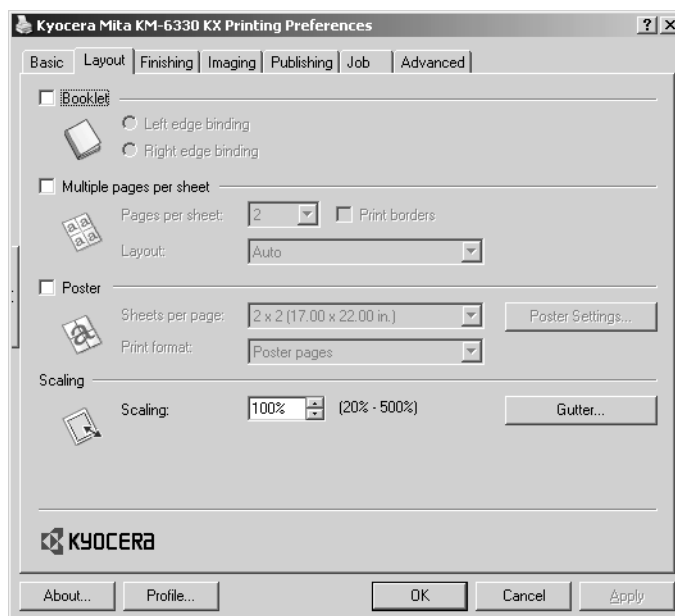 Kyocera Mita KM-6330 KX Printing Preferences ? X
Basic Layout Finishing Imaging Publishing Job Advanced
Booklet
Left edge binding
Right edge binding
Multiple pages per sheet
Pages per sheet: 2 Print borders
Layout: Auto
Poster
Sheets per page: 2 x 2 (17.00 x 22.00 in.) Poster Settings...
Print format: Poster pages
Scaling
Scaling: 100% (20% - 500%) Gutter...
KYOCERA
About... Profile... OK Cancel Apply